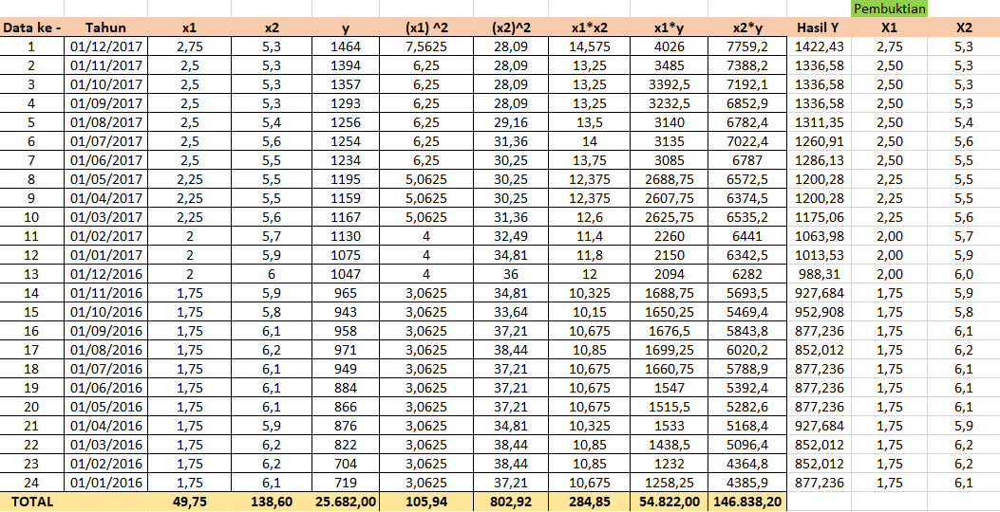 Pembuktian
Data ke - Tahun x1 x2 y (x1) ^2 (x2)^2 x1*x2 x1*y x2*y Hasil Y X1 X2
1 01/12/2017 2,75 5,3 1464 7,5625 28,09 14,575 4026 7759,2 1422,43 2,75 5,3
2 01/11/2017 2,5 5,3 1394 6,25 28,09 13,25 3485 7388,2 1336,58 2,50 5,3
3 01/10/2017 2,5 5,3 1357 6,25 28,09 13,25 3392,5 7192,1 1336,58 2,50 5,3
4 01/09/2017 2,5 5,3 1293 6,25 28,09 13,25 3232,5 6852,9 1336,58 2,50 5,3
5 01/08/2017 2,5 5,4 1256 6,25 29,16 13,5 3140 6782,4 1311,35 2,50 5,4
6 01/07/2017 2,5 5,6 1254 6,25 31,36 14 3135 7022,4 1260,91 2,50 5,6
7 01/06/2017 2,5 5,5 1234 6,25 30,25 13,75 3085 6787 1286,13 2,50 5,5
8 01/05/2017 2,25 5,5 1195 5,0625 30,25 12,375 2688,75 6572,5 1200,28 2,25 5,5
9 01/04/2017 2,25 5,5 1159 5,0625 30,25 12,375 2607,75 6374,5 1200,28 2,25 5,5
10 01/03/2017 2,25 5,6 1167 5,0625 31,36 12,6 2625,75 6535,2 1175,06 2,25 5,6
11 01/02/2017 2 5,7 1130 4 32,49 11,4 2260 6441 1063,98 2,00 5,7
12 01/01/2017 2 5,9 1075 4 34,81 11,8 2150 6342,5 1013,53 2,00 5,9
13 01/12/2016 2 6 1047 4 36 12 2094 6282 988,31 2,00 6,0
14 01/11/2016 1,75 5,9 965 3,0625 34,81 10,325 1688,75 5693,5 927,684 1,75 5,9
15 01/10/2016 1,75 5,8 943 3,0625 33,64 10,15 1650,25 5469,4 952,908 1,75 5,8
16 01/09/2016 1,75 6,1 958 3,0625 37,21 10,675 1676,5 5843,8 877,236 1,75 6,1
17 01/08/2016 1,75 6,2 971 3,0625 38,44 10,85 1699,25 6020,2 852,012 1,75 6,2
18 01/07/2016 1,75 6,1 949 3,0625 37,21 10,675 1660,75 5788,9 877,236 1,75 6,1
19 01/06/2016 1,75 6,1 884 3,0625 37,21 10,675 1547 5392,4 877,236 1,75 6,1
20 01/05/2016 1,75 6,1 866 3,0625 37,21 10,675 1515,5 5282,6 877,236 1,75 6,1
21 01/04/2016 1,75 5,9 876 3,0625 34,81 10,325 1533 5168,4 927,684 1,75 5,9
22 01/03/2016 1,75 6,2 822 3,0625 38,44 10,85 1438,5 5096,4 852,012 1,75 6,2
23 01/02/2016 1,75 6,2 704 3,0625 38,44 10,85 1232 4364,8 852,012 1,75 6,2
24 01/01/2016 1,75 6,1 719 3,0625 37,21 10,675 1258,25 4385,9 877,236 1,75 6,1
TOTAL 49,75 138,60 25.682,00 105,94 802,92 284,85 54.822,00 146.838,20